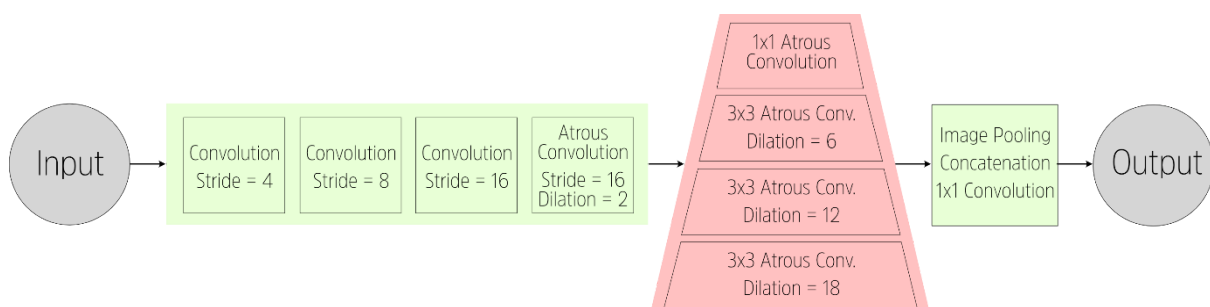 Input
Convolution
Stride = 4
Convolution
Stride = 8
Convolution
Stride = 16
Atrous
Convolution
Stride = 16
Dilation = 2
1x1 Atrous
Convolution
3x3 Atrous Conv.
Dilation = 6
3x3 Atrous Conv.
Dilation = 12
3x3 Atrous Conv.
Dilation = 18
Image Pooling
Concatenation
1x1 Convolution
Output